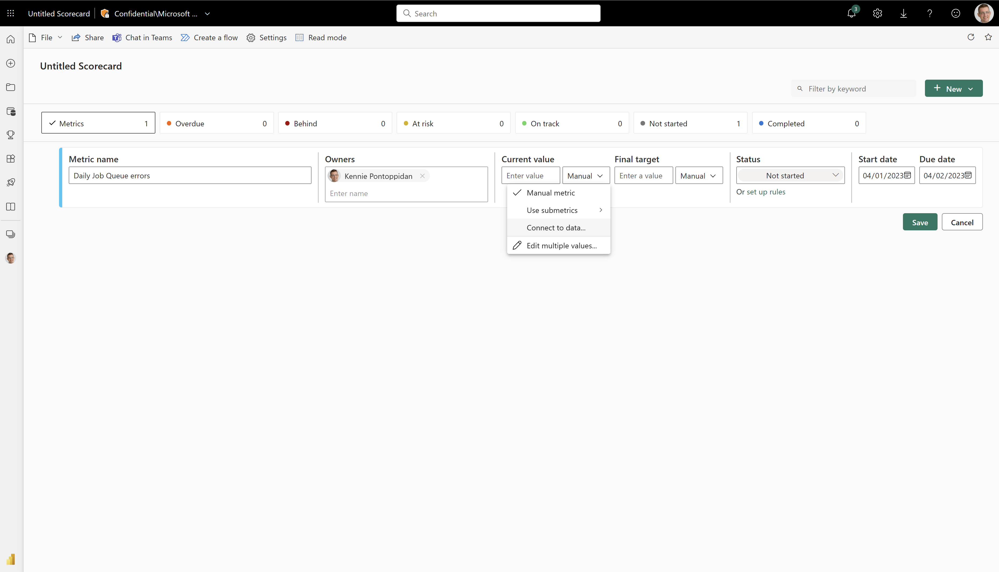 Untitled Scorecard Confidential\Microsoft ... Search 3
File Share Chat in Teams Create a flow Settings Read mode
Untitled Scorecard
Filter by keyword New
Metrics 1 Overdue 0 Behind 0 At risk 0 On track 0 Not started 1 Completed 0
Metric name Owners Current value Final target Status Start date Due date
Daily Job Queue errors Kennie Pontoppidan Enter value Manual Enter a value Manual Not started 04/01/2023 04/02/2023
Enter name Manual metric Or set up rules
Use submetrics
Connect to data... Save Cancel
Edit multiple values...